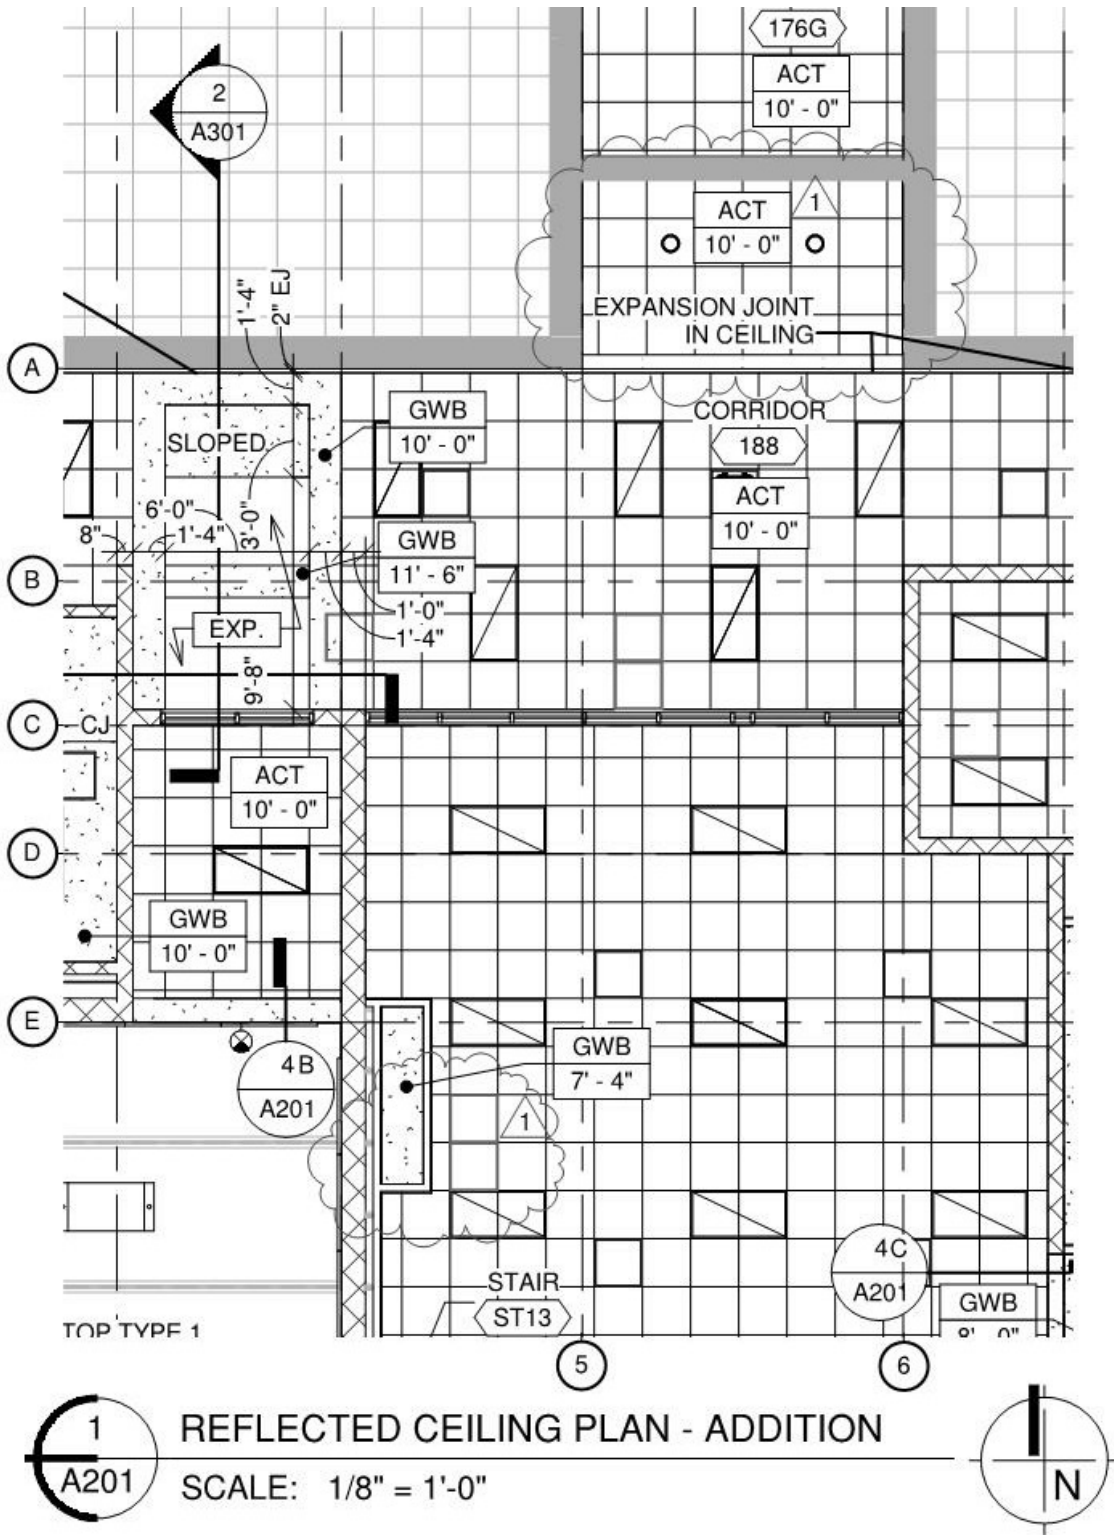 176G
ACT
10' - 0"
2
A301
ACT
10' - 0"
1
1'-4"
2" EJ
EXPANSION JOINT
IN CEILING
A
GWB
10' - 0"
CORRIDOR
188
SLOPED
ACT
10' - 0"
6'-0"
8"
1'-4"
3'-0"
GWB
11' - 6"
B
1'-0"
EXP.
1'-4"
9'-8"
C
CJ
ACT
10' - 0"
D
GWB
10' - 0"
E
GWB
7' - 4"
4B
A201
1
4C
A201
STAIR
ST13
GWB
8' - 0"
TOP TYPE 1
5
6
1
A201
REFLECTED CEILING PLAN - ADDITION
SCALE: 1/8" = 1'-0"
N